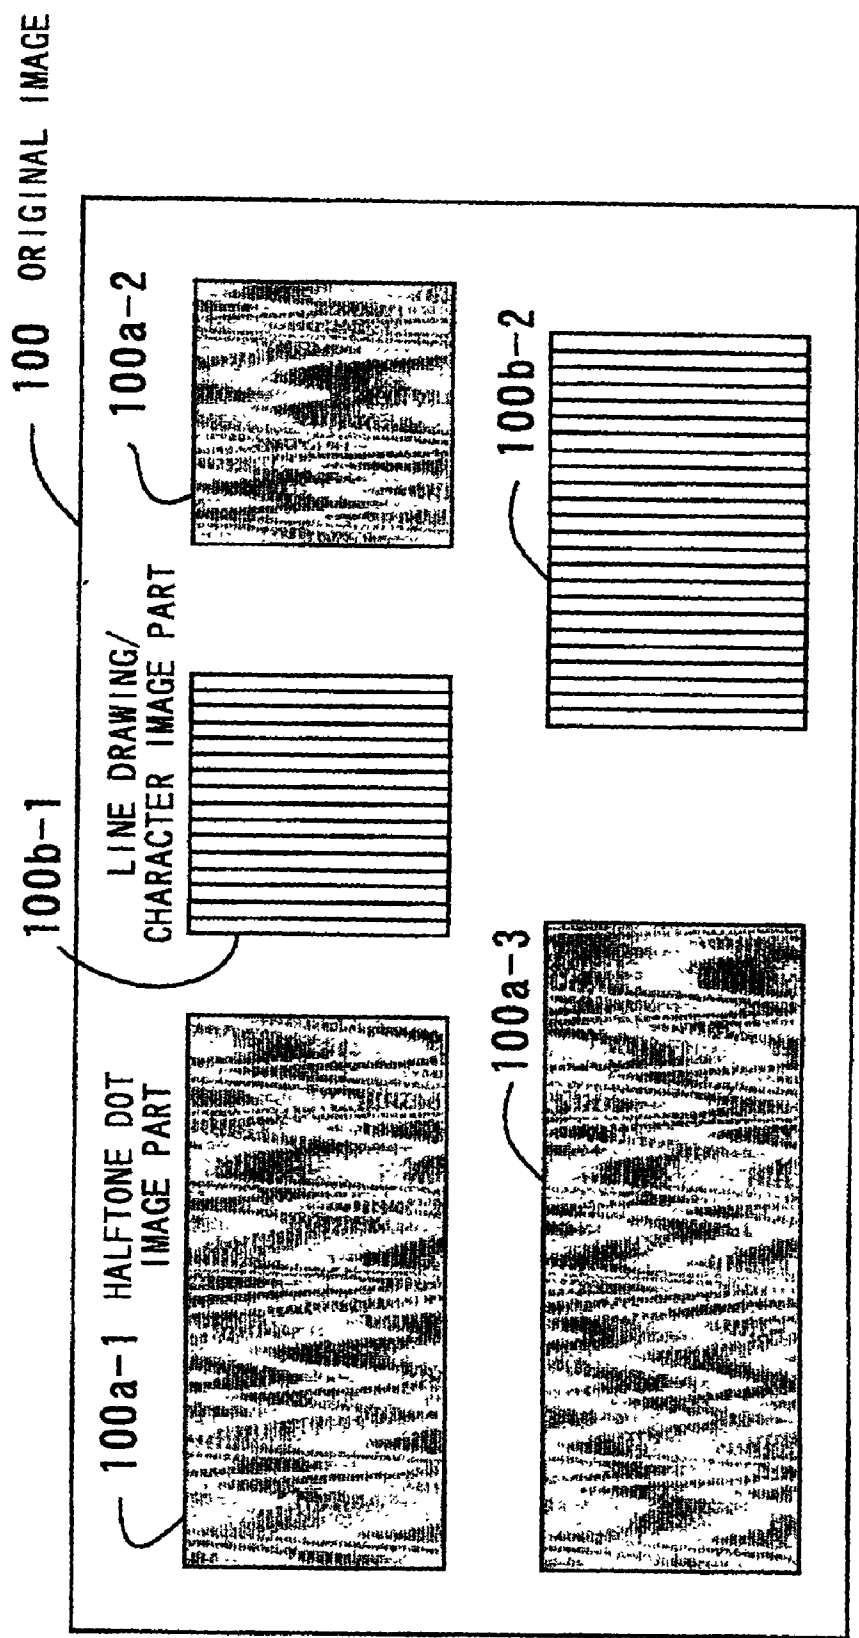 100 ORIGINAL IMAGE
100a-1 HALFTONE DOT
IMAGE PART
100b-1
LINE DRAWING/
CHARACTER IMAGE PART
100a-2
100a-3
100b-2